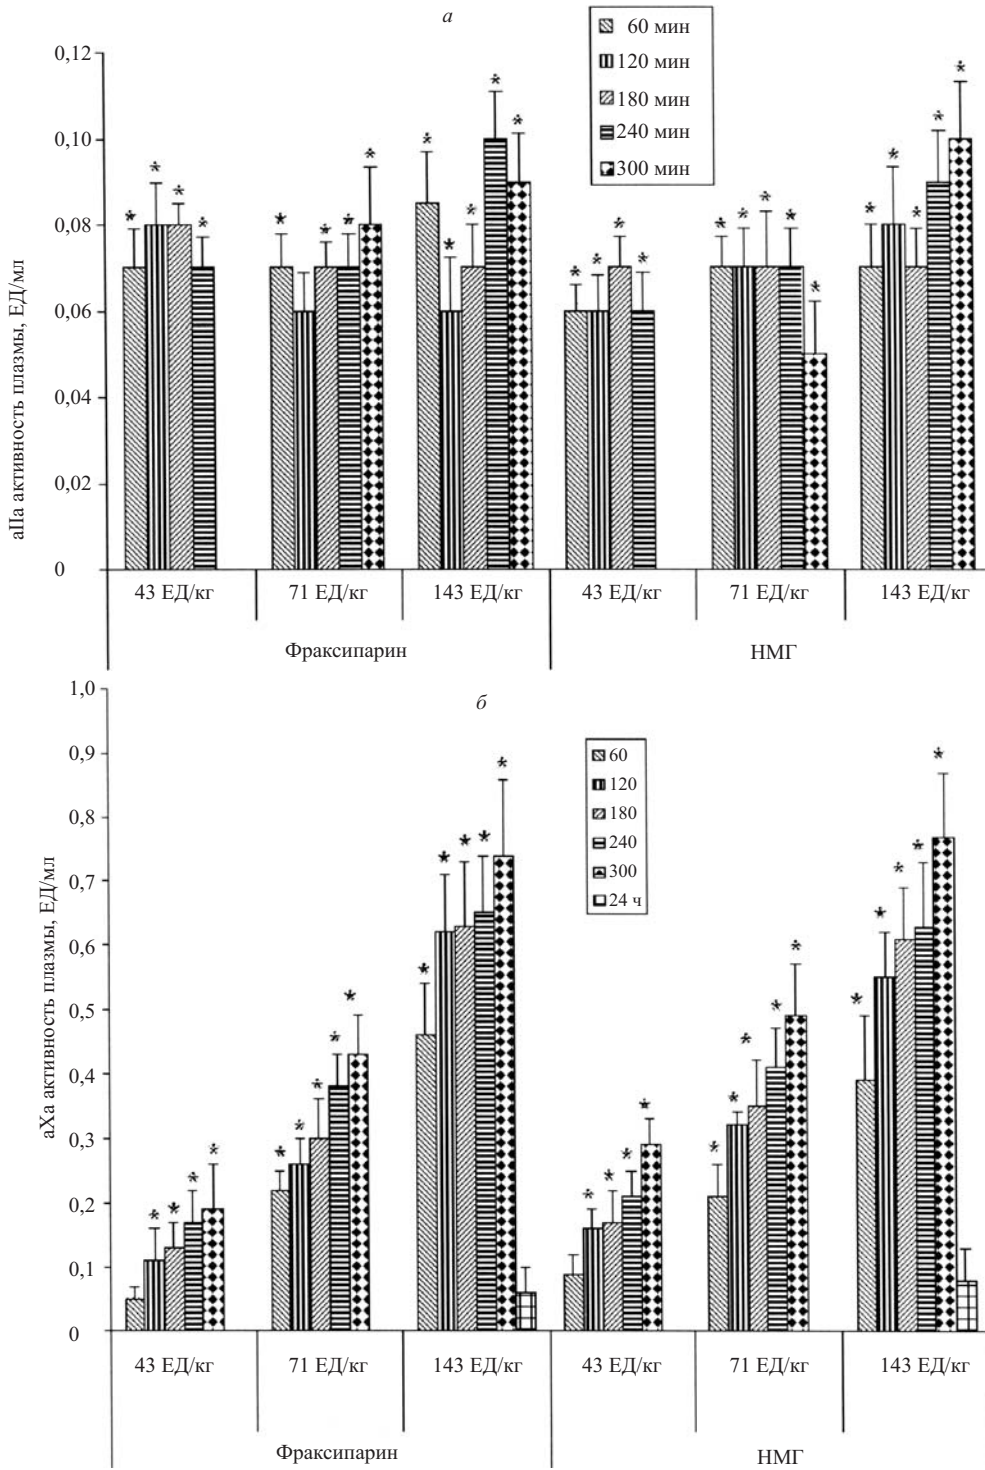 а
60 мин
120 мин
180 мин
240 мин
300 мин
аIIа активность плазмы, ЕД/мл
0,12
0,10
0,08
0,06
0,04
0,02
0
43 ЕД/кг
71 ЕД/кг
143 ЕД/кг
43 ЕД/кг
71 ЕД/кг
143 ЕД/кг
Фраксипарин
НМГ
б
60
120
180
240
300
24 ч
аХа активность плазмы, ЕД/мл
1,0
0,9
0,8
0,7
0,6
0,5
0,4
0,3
0,2
0,1
0
43 ЕД/кг
71 ЕД/кг
143 ЕД/кг
43 ЕД/кг
71 ЕД/кг
143 ЕД/кг
Фраксипарин
НМГ